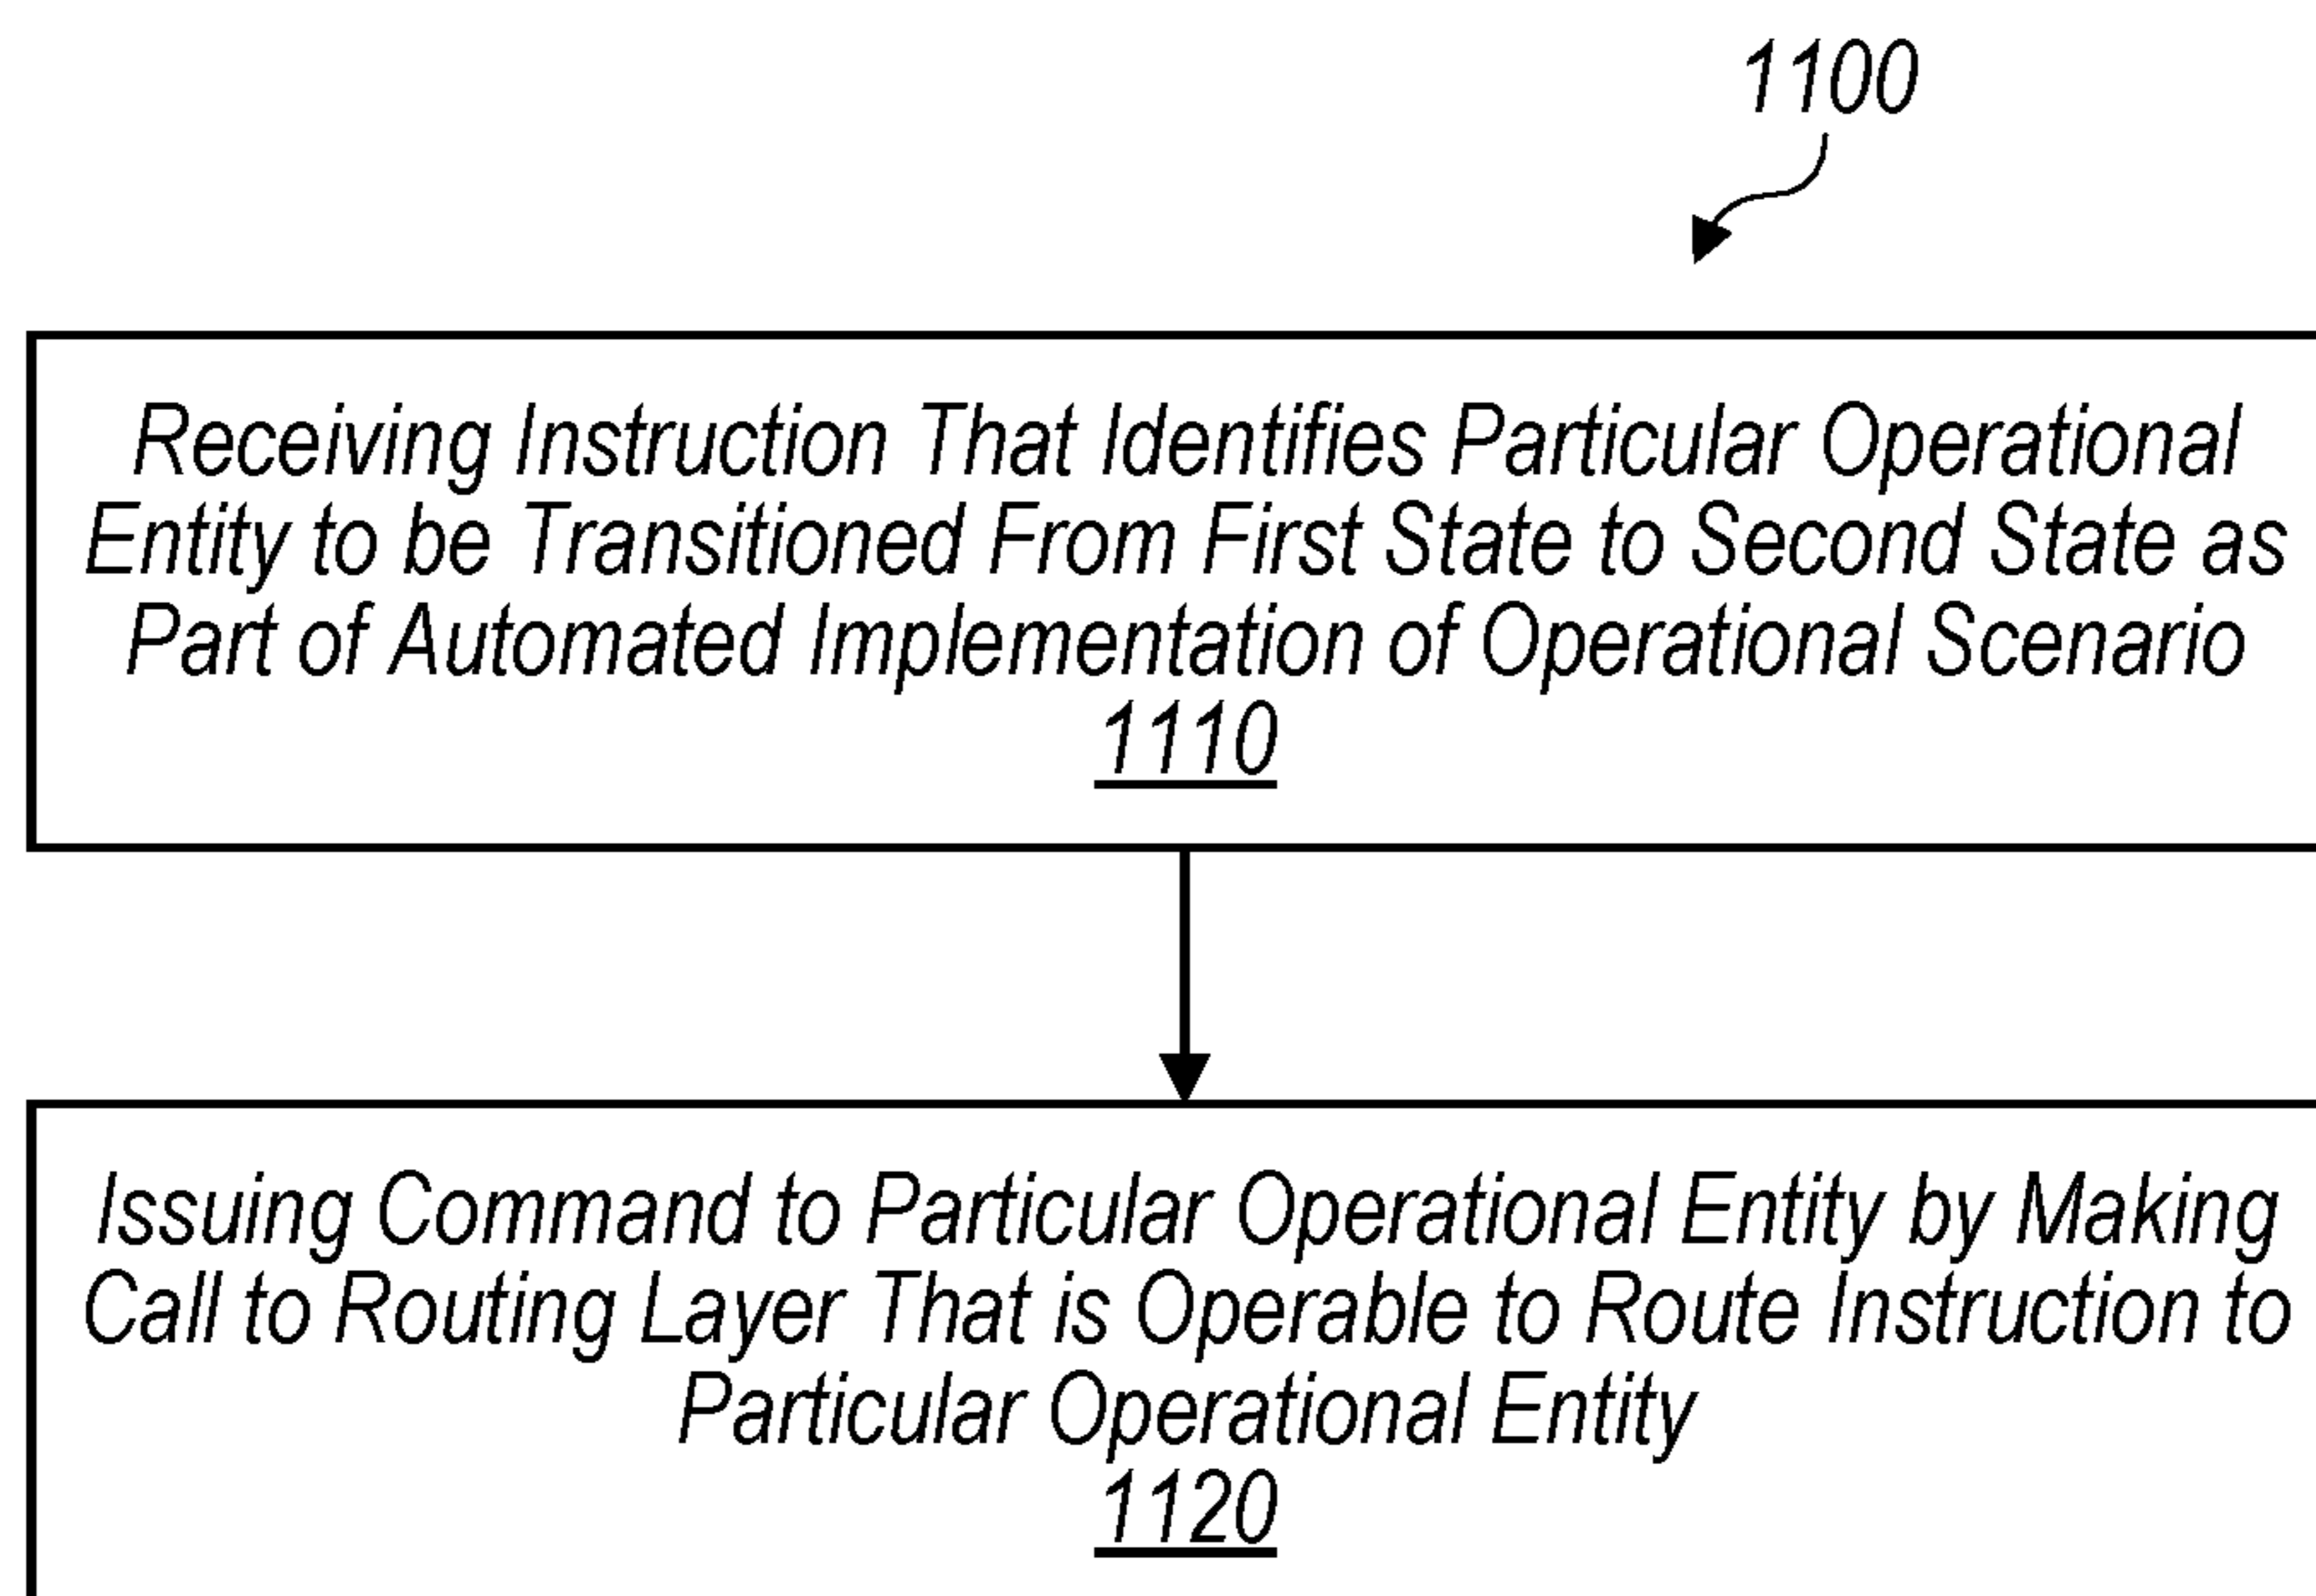 1100
Receiving Instruction That Identifies Particular Operational
Entity to be Transitioned From First State to Second State as
Part of Automated Implementation of Operational Scenario
1110
Issuing Command to Particular Operational Entity by Making
Call to Routing Layer That is Operable to Route Instruction to
Particular Operational Entity
1120